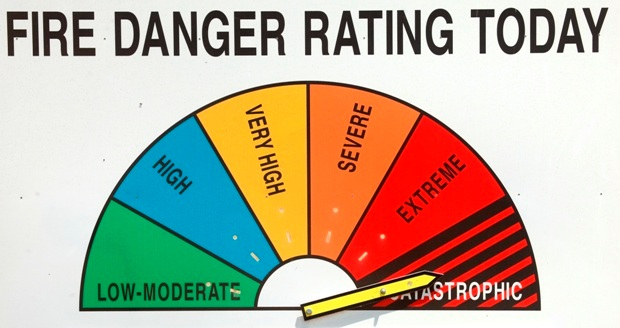 FIRE DANGER RATING TODAY
LOW-MODERATE
HIGH
VERY HIGH
SEVERE
EXTREME
CATASTROPHIC